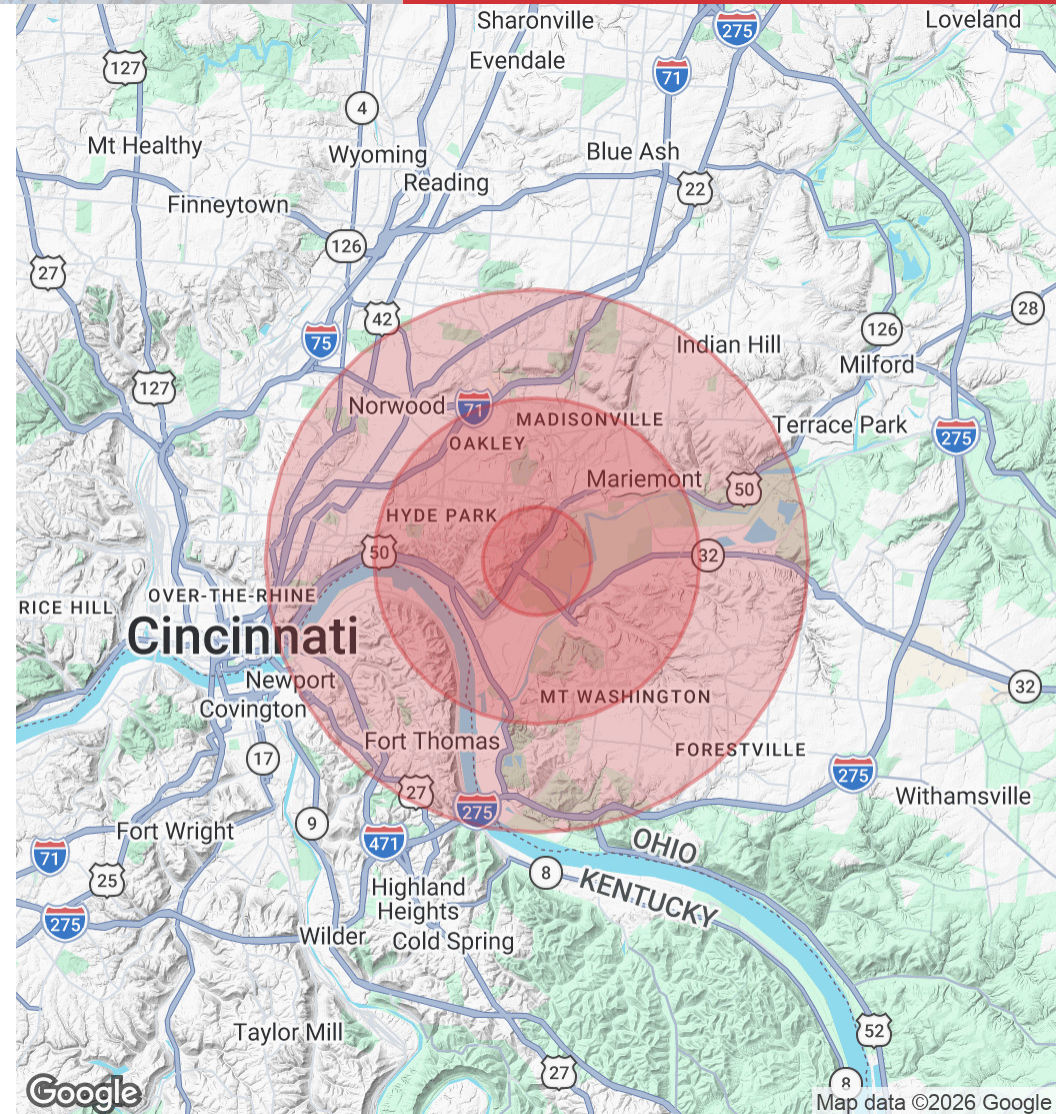 Sharonville
Loveland
275
Evendale
127
71
4
Mt Healthy
Wyoming
Blue Ash
Reading
22
Finneytown
126
27
28
42
126
75
Indian Hill
Milford
127
Norwood
71
MADISONVILLE
Terrace Park
275
OAKLEY
Mariemont
50
HYDE PARK
50
32
OVER-THE-RHINE
RICE HILL
Cincinnati
Newport
32
Covington
MT WASHINGTON
Fort Thomas
FORESTVILLE
17
275
27
Withamsville
275
9
Fort Wright
471
OHIO
71
25
8
KENTUCKY
Highland
Heights
275
Wilder
Cold Spring
Taylor Mill
52
27
8
Google
Map data ©2026 Google